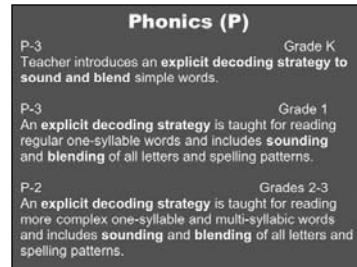 Phonics (P)
P-3 Grade K
Teacher introduces an explicit decoding strategy to
sound and blend simple words.
P-3 Grade 1
An explicit decoding strategy is taught for reading
regular one-syllable words and includes sounding
and blending of all letters and spelling patterns.
P-2 Grades 2-3
An explicit decoding strategy is taught for reading
more complex one-syllable and multi-syllabic words
and includes sounding and blending of all letters and
spelling patterns.